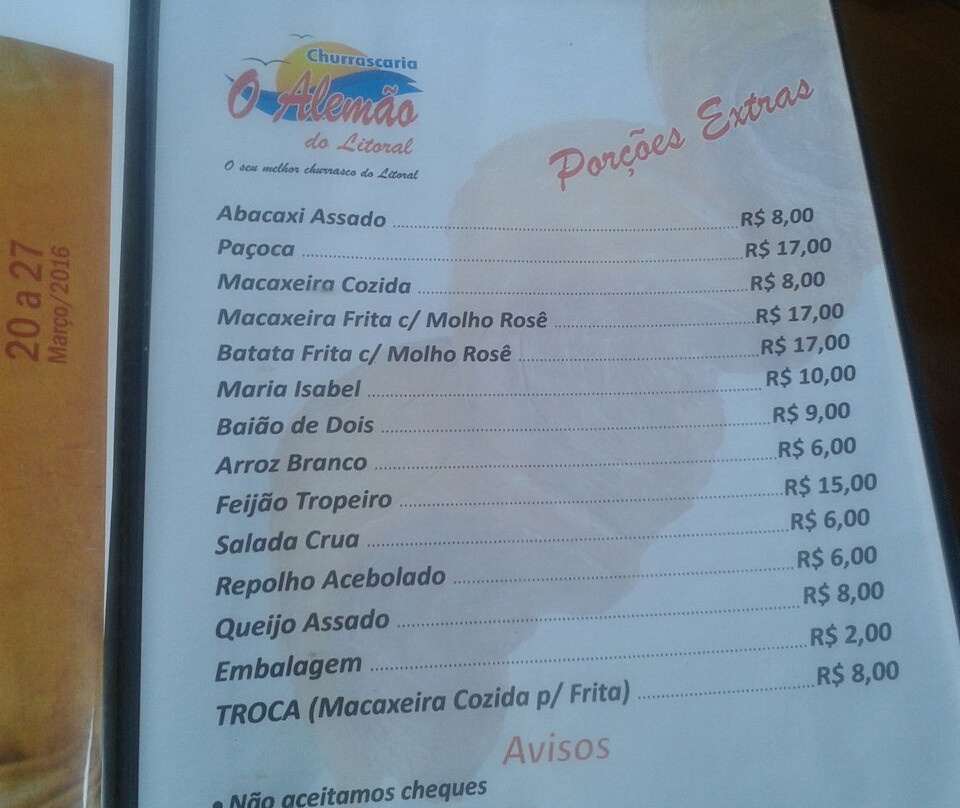 20 a 27
Março/2016
Churrascaria
O Alemão
do Litoral
O seu melhor churrasco do Litoral
Porções Extras
Abacaxi Assado ........ R$ 8,00
Paçoca ........ R$ 17,00
Macaxeira Cozida ........ R$ 8,00
Macaxeira Frita c/ Molho Rosê ........ R$ 17,00
Batata Frita c/ Molho Rosê ........ R$ 17,00
Maria Isabel ........ R$ 10,00
Baião de Dois ........ R$ 9,00
Arroz Branco ........ R$ 6,00
Feijão Tropeiro ........ R$ 15,00
Salada Crua ........ R$ 6,00
Repolho Acebolado ........ R$ 6,00
Queijo Assado ........ R$ 8,00
Embalagem ........ R$ 2,00
TROCA (Macaxeira Cozida p/ Frita) ........ R$ 8,00
Avisos
• Não aceitamos cheques